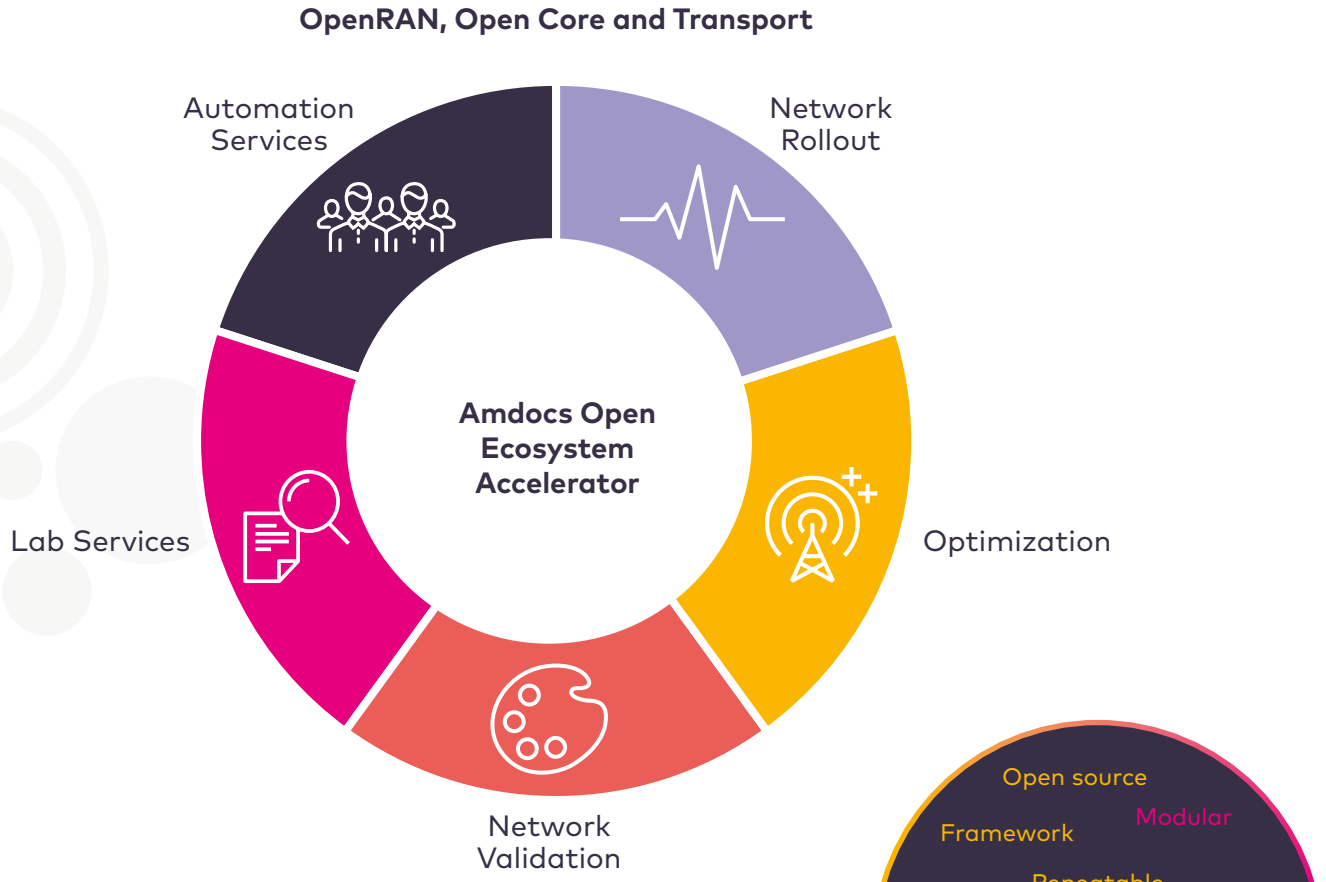 OpenRAN, Open Core and Transport
Automation
Services
Network
Rollout
Amdocs Open
Ecosystem
Accelerator
Lab Services
Optimization
Network
Validation
Open source
Modular
Framework
Repeatable